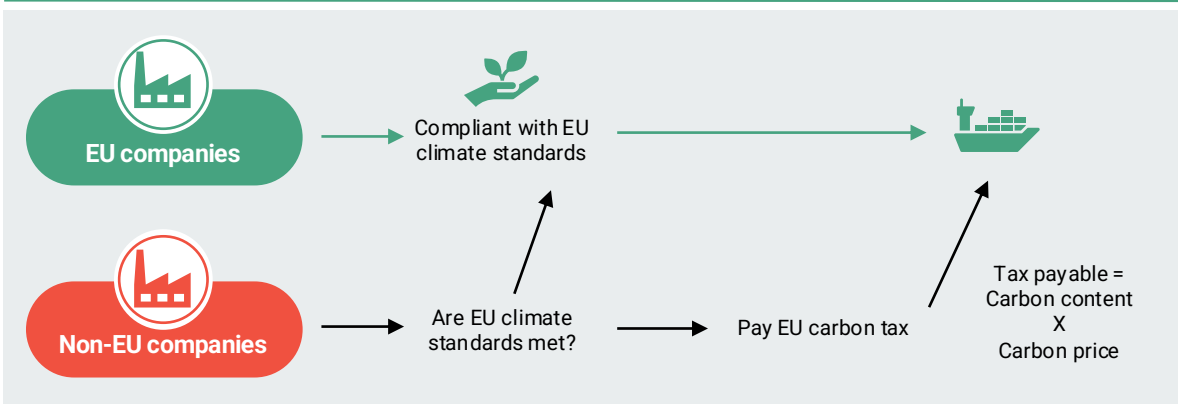 EU companies
Compliant with EU
climate standards
Non-EU companies
Are EU climate
standards met?
Pay EU carbon tax
Tax payable =
Carbon content
X
Carbon price